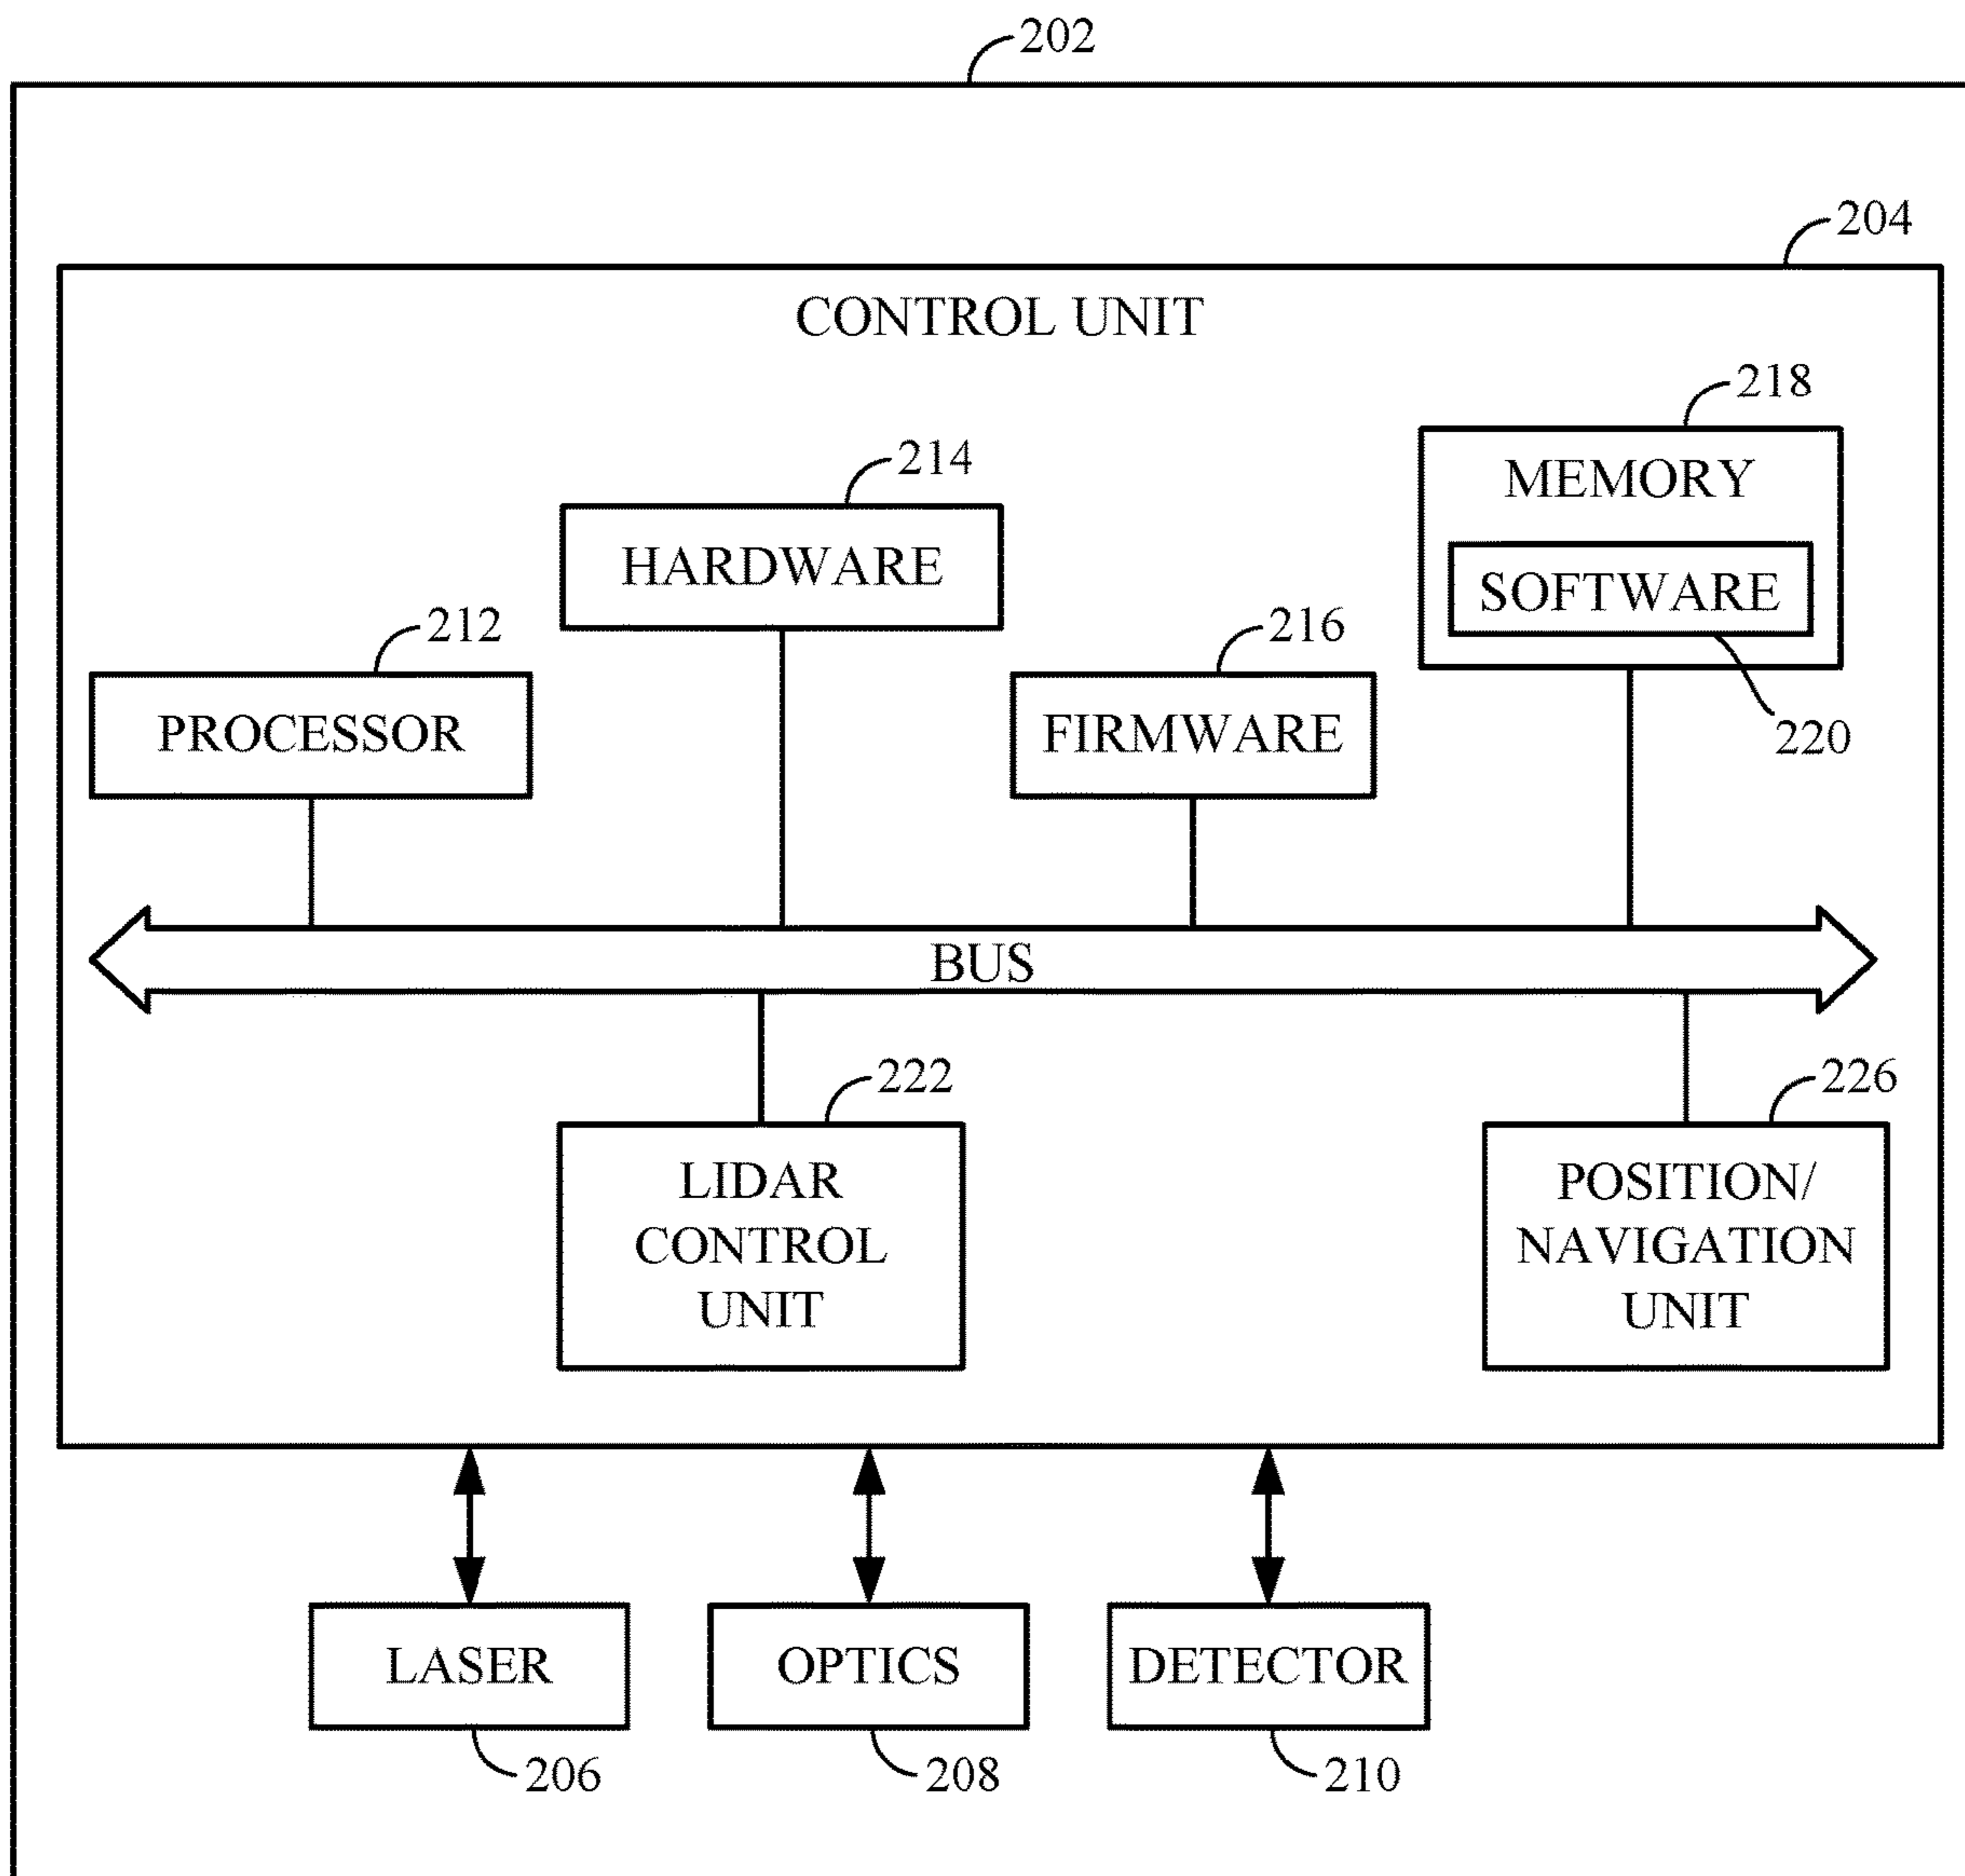 202
204
CONTROL UNIT
218
214
MEMORY
HARDWARE
SOFTWARE
212
216
PROCESSOR
FIRMWARE
220
BUS
222
226
LIDAR
CONTROL
UNIT
POSITION/
NAVIGATION
UNIT
LASER
OPTICS
DETECTOR
206
208
210